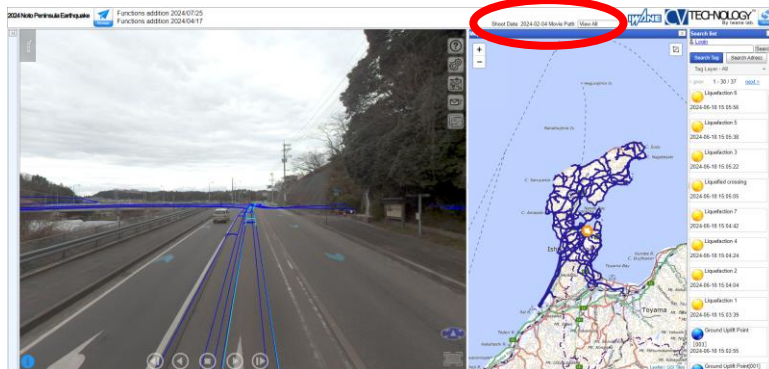 2024 Noto Peninsula Earthquake
Functions addition 2024/07/25
Functions addition 2024/04/17
Shoot Date: 2024-02-04 Movie Path: View All
IWANE CV TECHNOLOGY
By Iwane lab.
Search list
Login
Search Tag Search Adress
Tag Layer : All
1 - 30 / 37 next >
Liquefaction 6
2024-06-18 15:05:56
Liquefaction 5
2024-06-18 15:05:38
Liquefaction 3
2024-06-18 15:05:22
Liquefied crossing
2024-06-18 15:05:05
Liquefaction 7
2024-06-18 15:04:42
Liquefaction 4
2024-06-18 15:04:24
Liquefaction 2
2024-06-18 15:04:04
Liquefaction 1
2024-06-18 15:03:39
Ground Uplift Point
[003]
2024-06-18 15:02:55
Ground Uplift Point[001]
Toyama Bay
Toyama